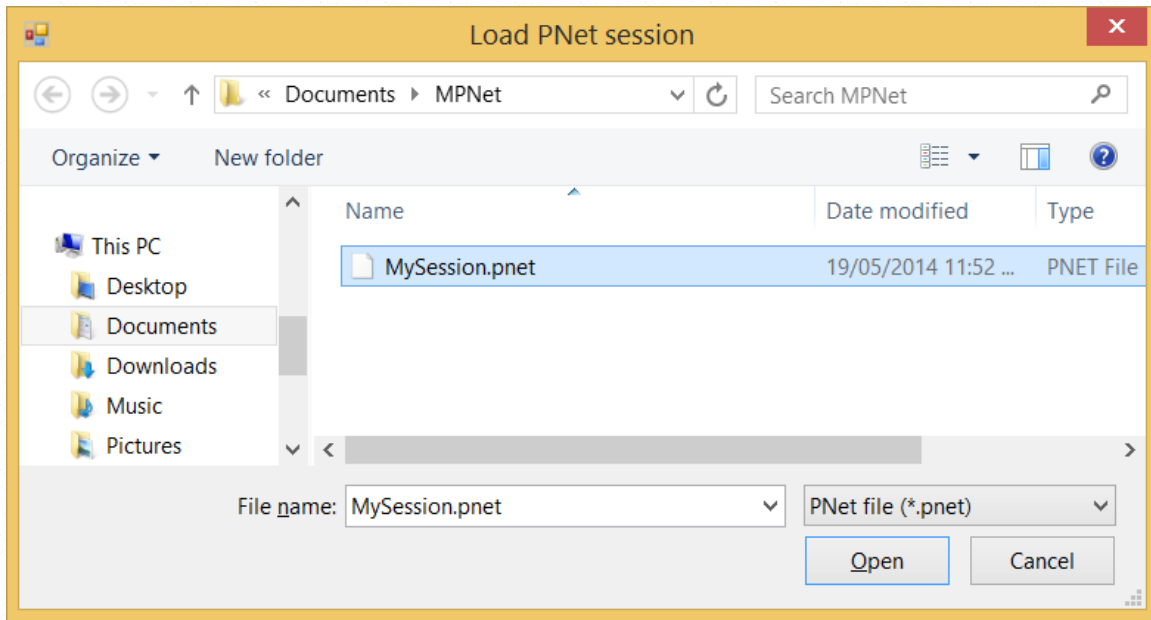 Load PNet session
« Documents MPNet
Search MPNet
Organize New folder
Name Date modified Type
This PC
MySession.pnet 19/05/2014 11:52 ... PNET File
Desktop
Documents
Downloads
Music
Pictures
File name: MySession.pnet PNet file (*.pnet)
Open Cancel